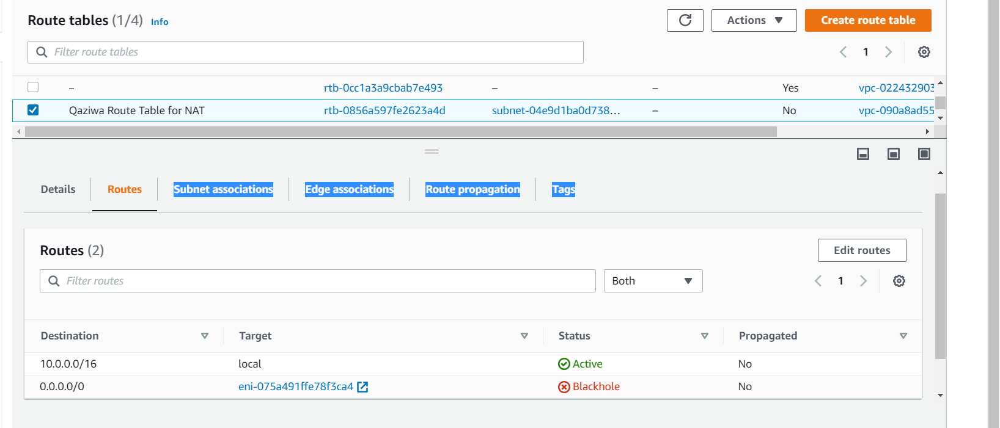 Route tables (1/4) Info
Actions
Create route table
Filter route tables
1
– rtb-0cc1a3a9cbab7e493 – – Yes vpc-022432903
Qaziwa Route Table for NAT rtb-0856a597fe2623a4d subnet-04e9d1ba0d738... – No vpc-090a8ad55
Details Routes Subnet associations Edge associations Route propagation Tags
Routes (2)
Edit routes
Filter routes
Both
1
Destination Target Status Propagated
10.0.0.0/16 local Active No
0.0.0.0/0 eni-075a491ffe78f3ca4 Blackhole No